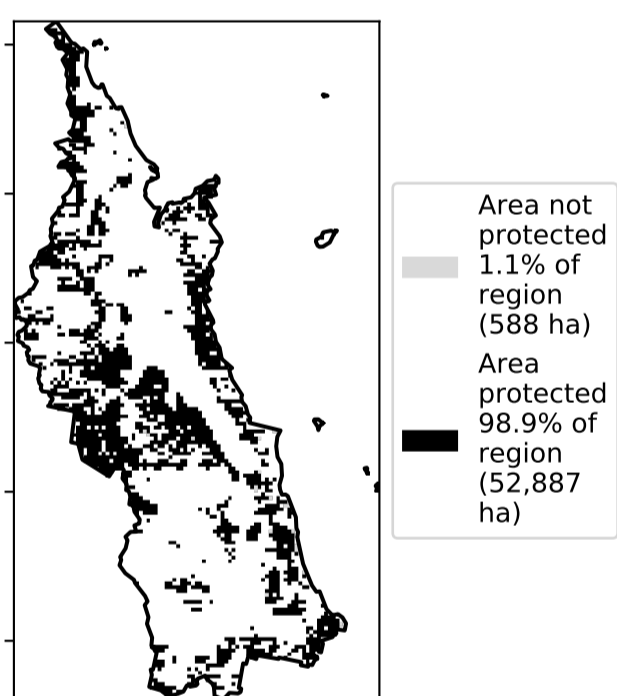 Area not
protected
1.1% of
region
(588 ha)
Area
protected
98.9% of
region
(52,887
ha)